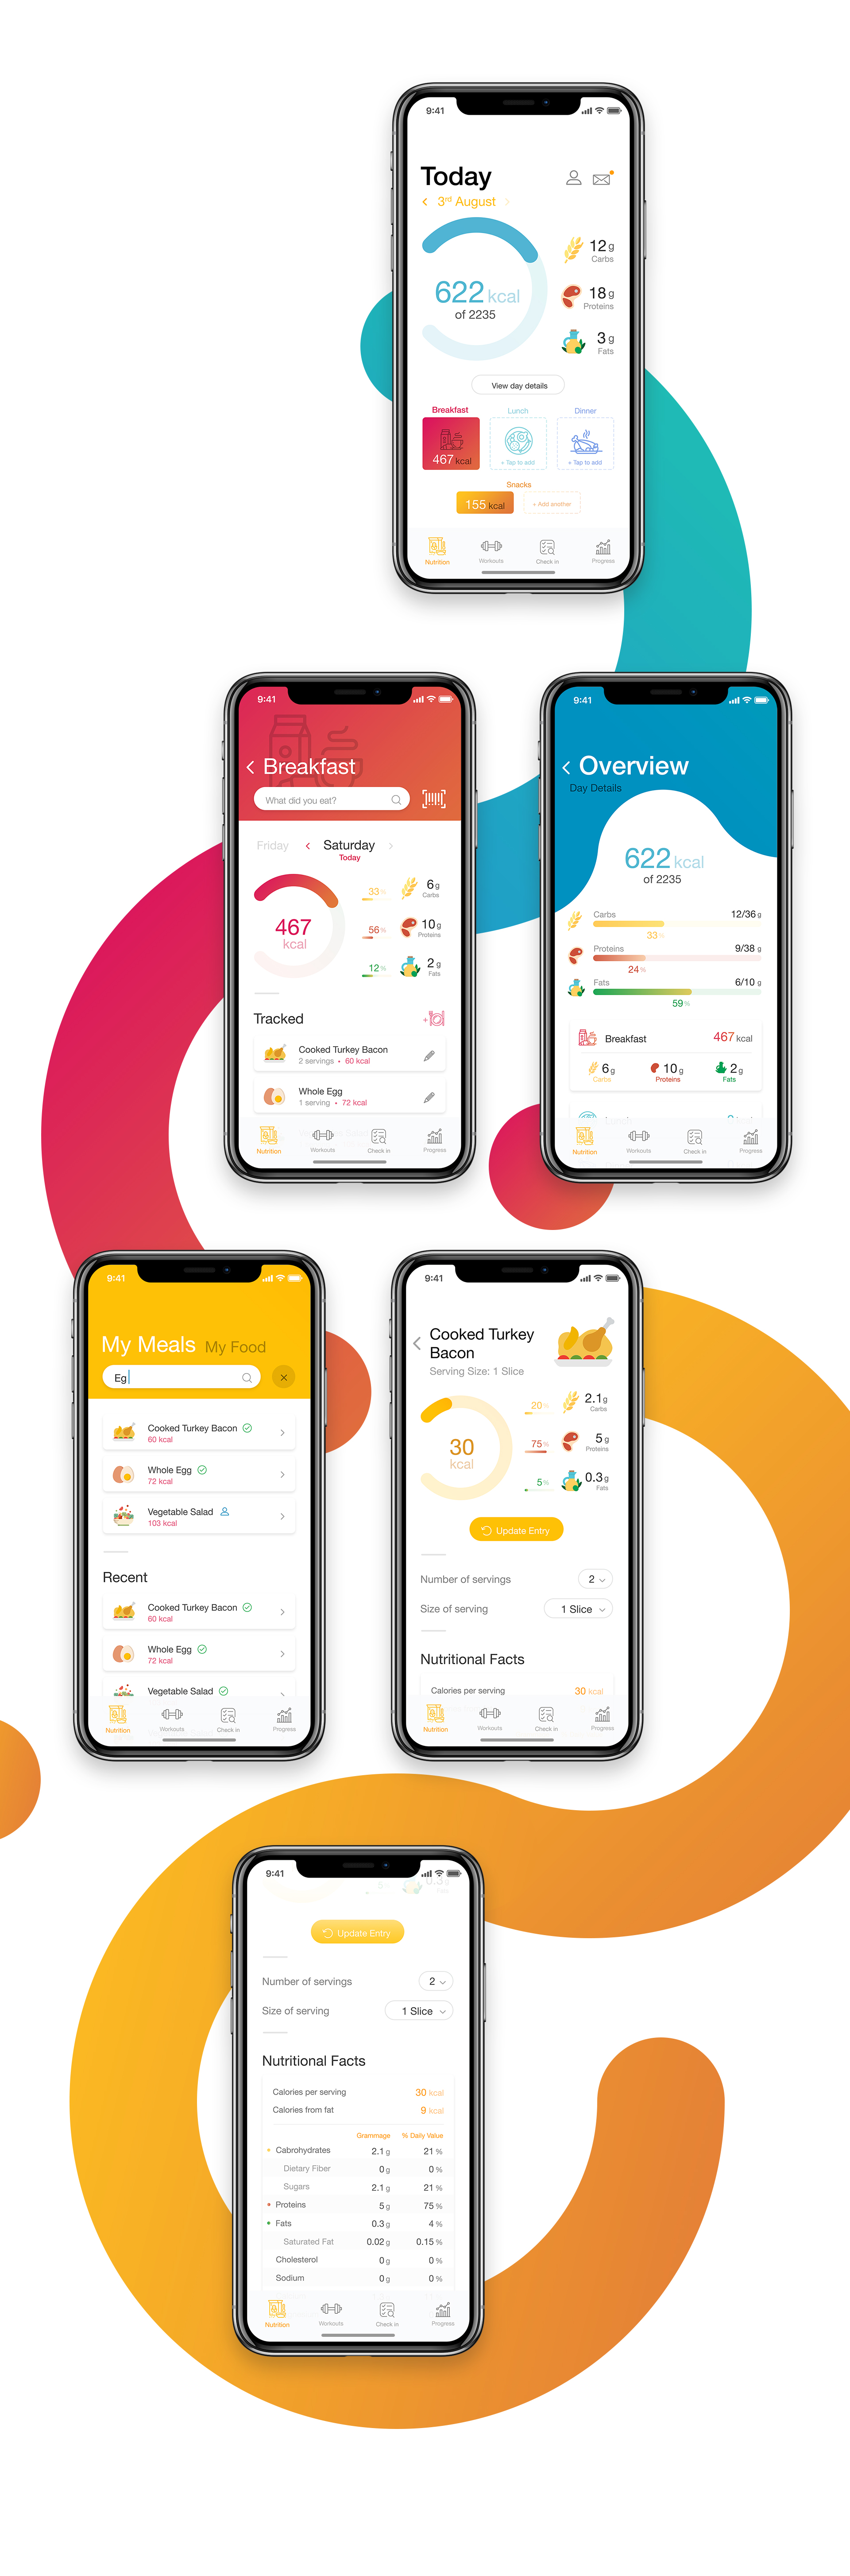 9:41
Today
3rd August
622 kcal
of 2235
12 g
Carbs
18 g
Proteins
3 g
Fats
View day details
Breakfast
Lunch
Dinner
467 kcal
+ Tap to add
+ Tap to add
Snacks
155 kcal
+ Add another
Nutrition
Workouts
Check in
Progress
9:41
Breakfast
What did you eat?
Friday
Saturday
Today
467
kcal
33 %
6 g
Carbs
56 %
10 g
Proteins
12 %
2 g
Fats
Tracked
Cooked Turkey Bacon
2 servings • 60 kcal
Whole Egg
1 serving • 72 kcal
Nutrition
Workouts
Check in
Progress
9:41
Overview
Day Details
622 kcal
of 2235
Carbs
12/36 g
33 %
Proteins
9/38 g
24 %
Fats
6/10 g
59 %
Breakfast
467 kcal
6 g
Carbs
10 g
Proteins
2 g
Fats
Nutrition
Workouts
Check in
Progress
9:41
My Meals My Food
Eg
Cooked Turkey Bacon
60 kcal
Whole Egg
72 kcal
Vegetable Salad
103 kcal
Recent
Cooked Turkey Bacon
60 kcal
Whole Egg
72 kcal
Vegetable Salad
Nutrition
Workouts
Check in
Progress
9:41
Cooked Turkey
Bacon
Serving Size: 1 Slice
30
kcal
20 %
2.1 g
Carbs
75 %
5 g
Proteins
5 %
0.3 g
Fats
Update Entry
Number of servings
2
Size of serving
1 Slice
Nutritional Facts
Calories per serving
30 kcal
Nutrition
Workouts
Check in
Progress
9:41
5 %
0.3 g
Update Entry
Number of servings
2
Size of serving
1 Slice
Nutritional Facts
Calories per serving 30 kcal
Calories from fat 9 kcal
Grammage % Daily Value
Cabrohydrates 2.1 g 21 %
Dietary Fiber 0 g 0 %
Sugars 2.1 g 21 %
Proteins 5 g 75 %
Fats 0.3 g 4 %
Saturated Fat 0.02 g 0.15 %
Cholesterol 0 g 0 %
Sodium 0 g 0 %
Nutrition
Workouts
Check in
Progress